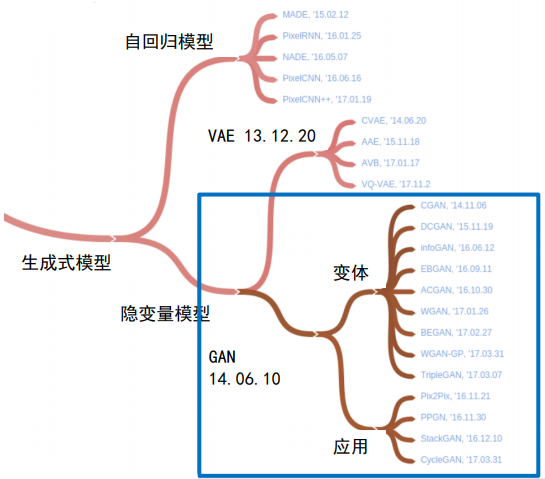 自回归模型
MADE, '15.02.12
PixelRNN, '16.01.25
NADE, '16.05.07
PixelCNN, '16.06.16
PixelCNN++, '17.01.19
VAE 13.12.20
CVAE, '14.06.20
AAE, '15.11.18
AVB, '17.01.17
VQ-VAE, '17.11.2
生成式模型
隐变量模型
GAN
14.06.10
变体
CGAN, '14.11.06
DCGAN, '15.11.19
infoGAN, '16.06.12
EBGAN, '16.09.11
ACGAN, '16.10.30
WGAN, '17.01.26
BEGAN, '17.02.27
WGAN-GP, '17.03.31
TripleGAN, '17.03.07
应用
Pix2Pix, '16.11.21
PPGN, '16.11.30
StackGAN, '16.12.10
CycleGAN, '17.03.31